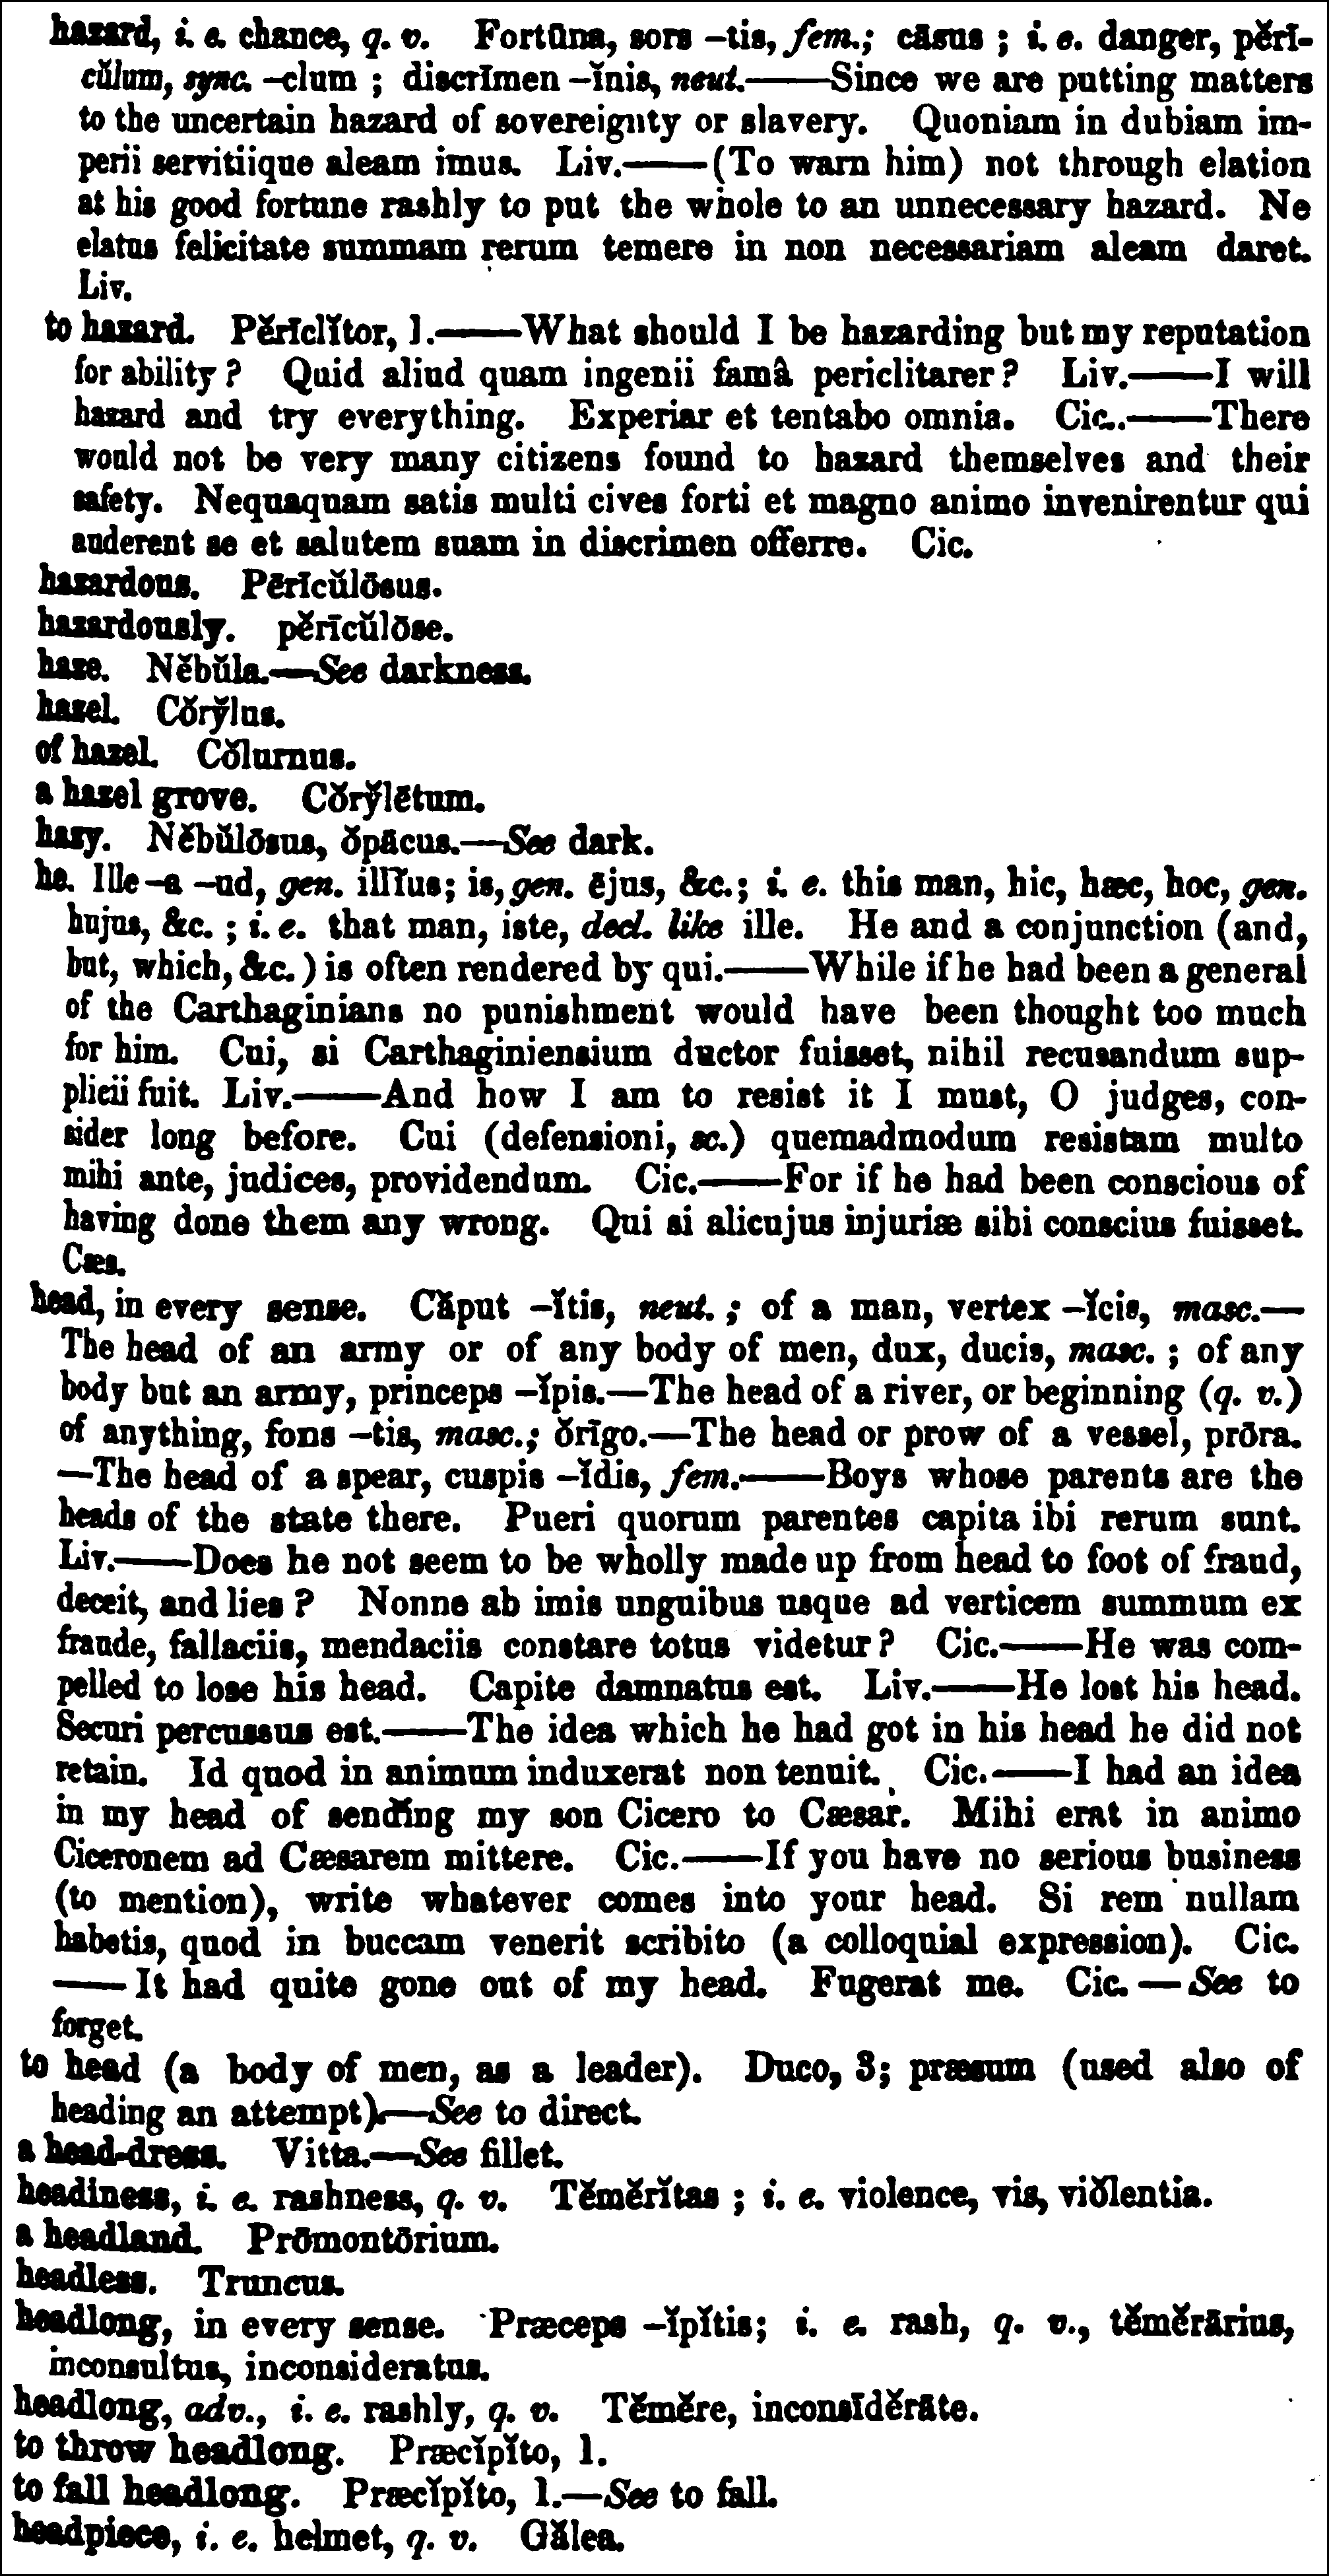 hazard, i. e. chance, q. v. Fortūna, sors –tis, fem.; cāsus ; i. e. danger, pĕrī-
cŭlum, sync. –clum ; discrīmen –ĭnis, neut.——Since we are putting matters
to the uncertain hazard of sovereignty or slavery. Quoniam in dubiam im-
perii servitiique aleam imus. Liv.——(To warn him) not through elation
at his good fortune rashly to put the whole to an unnecessary hazard. Ne
elatus felicitate summam rerum temere in non necessariam aleam daret.
Liv.
to hazard. Pĕrīclĭtor, 1.——What should I be hazarding but my reputation
for ability ? Quid aliud quam ingenii famâ periclitarer ? Liv.——I will
hazard and try everything. Experiar et tentabo omnia. Cic..——There
would not be very many citizens found to hazard themselves and their
safety. Nequaquam satis multi cives forti et magno animo invenirentur qui
auderent se et salutem suam in discrimen offerre. Cic.
hazardous. Pērīcŭlōsus.
hazardously. pĕrīcŭlōse.
haze. Nĕbŭla.—See darkness.
hazel. Cŏrўlus.
of hazel. Cŏlurnus.
a hazel grove. Cŏrўlētum.
hazy. Nĕbŭlōsus, ŏpācus.—See dark.
he. Ille –a –ud, gen. illĭus; is, gen. ējus, &c.; i. e. this man, hic, hæc, hoc, gen.
hujus, &c. ; i. e. that man, iste, decl. like ille. He and a conjunction (and,
but, which, &c. ) is often rendered by qui.——While if he had been a general
of the Carthaginians no punishment would have been thought too much
for him. Cui, si Carthaginiensium ductor fuisset, nihil recusandum sup-
plicii fuit. Liv.——And how I am to resist it I must, O judges, con-
sider long before. Cui (defensioni, sc.) quemadmodum resistam multo
mihi ante, judices, providendum. Cic.——For if he had been conscious of
having done them any wrong. Qui si alicujus injuriæ sibi conscius fuisset.
Cæs.
head, in every sense. Căput –ĭtis, neut. ; of a man, vertex –ĭcis, masc.—
The head of an army or of any body of men, dux, ducis, masc. ; of any
body but an army, princeps –ĭpis.—The head of a river, or beginning (q. v.)
of anything, fons –tis, masc.; ŏrīgo.—The head or prow of a vessel, prōra.
—The head of a spear, cuspis –ĭdis, fem.——Boys whose parents are the
heads of the state there. Pueri quorum parentes capita ibi rerum sunt.
Liv.——Does he not seem to be wholly made up from head to foot of fraud,
deceit, and lies ? Nonne ab imis unguibus usque ad verticem summum ex
fraude, fallaciis, mendaciis constare totus videtur ? Cic.——He was com-
pelled to lose his head. Capite damnatus est. Liv.——He lost his head.
Securi percussus est.——The idea which he had got in his head he did not
retain. Id quod in animum induxerat non tenuit. Cic.——I had an idea
in my head of sending my son Cicero to Cæsar. Mihi erat in animo
Ciceronem ad Cæsarem mittere. Cic.——If you have no serious business
(to mention), write whatever comes into your head. Si rem nullam
habetis, quod in buccam venerit scribito (a colloquial expression). Cic.
——It had quite gone out of my head. Fugerat me. Cic. — See to
forget.
to head (a body of men, as a leader). Duco, 3; præsum (used also of
heading an attempt).—See to direct.
a head-dress. Vitta.—See fillet.
headiness, i. e. rashness, q. v. Tĕmĕrĭtas ; i. e. violence, vis, viŏlentia.
a headland. Prōmontōrium.
headless. Truncus.
headlong, in every sense. Præceps –ĭpĭtis; i. e. rash, q. v., tĕmĕrārius,
inconsultus, inconsideratus.
headlong, adv., i. e. rashly, q. v. Tĕmĕre, inconsīdĕrāte.
to throw headlong. Præcĭpĭto, 1.
to fall headlong. Præcĭpĭto, 1.—See to fall.
headpiece, i. e. helmet, q. v. Gălea.